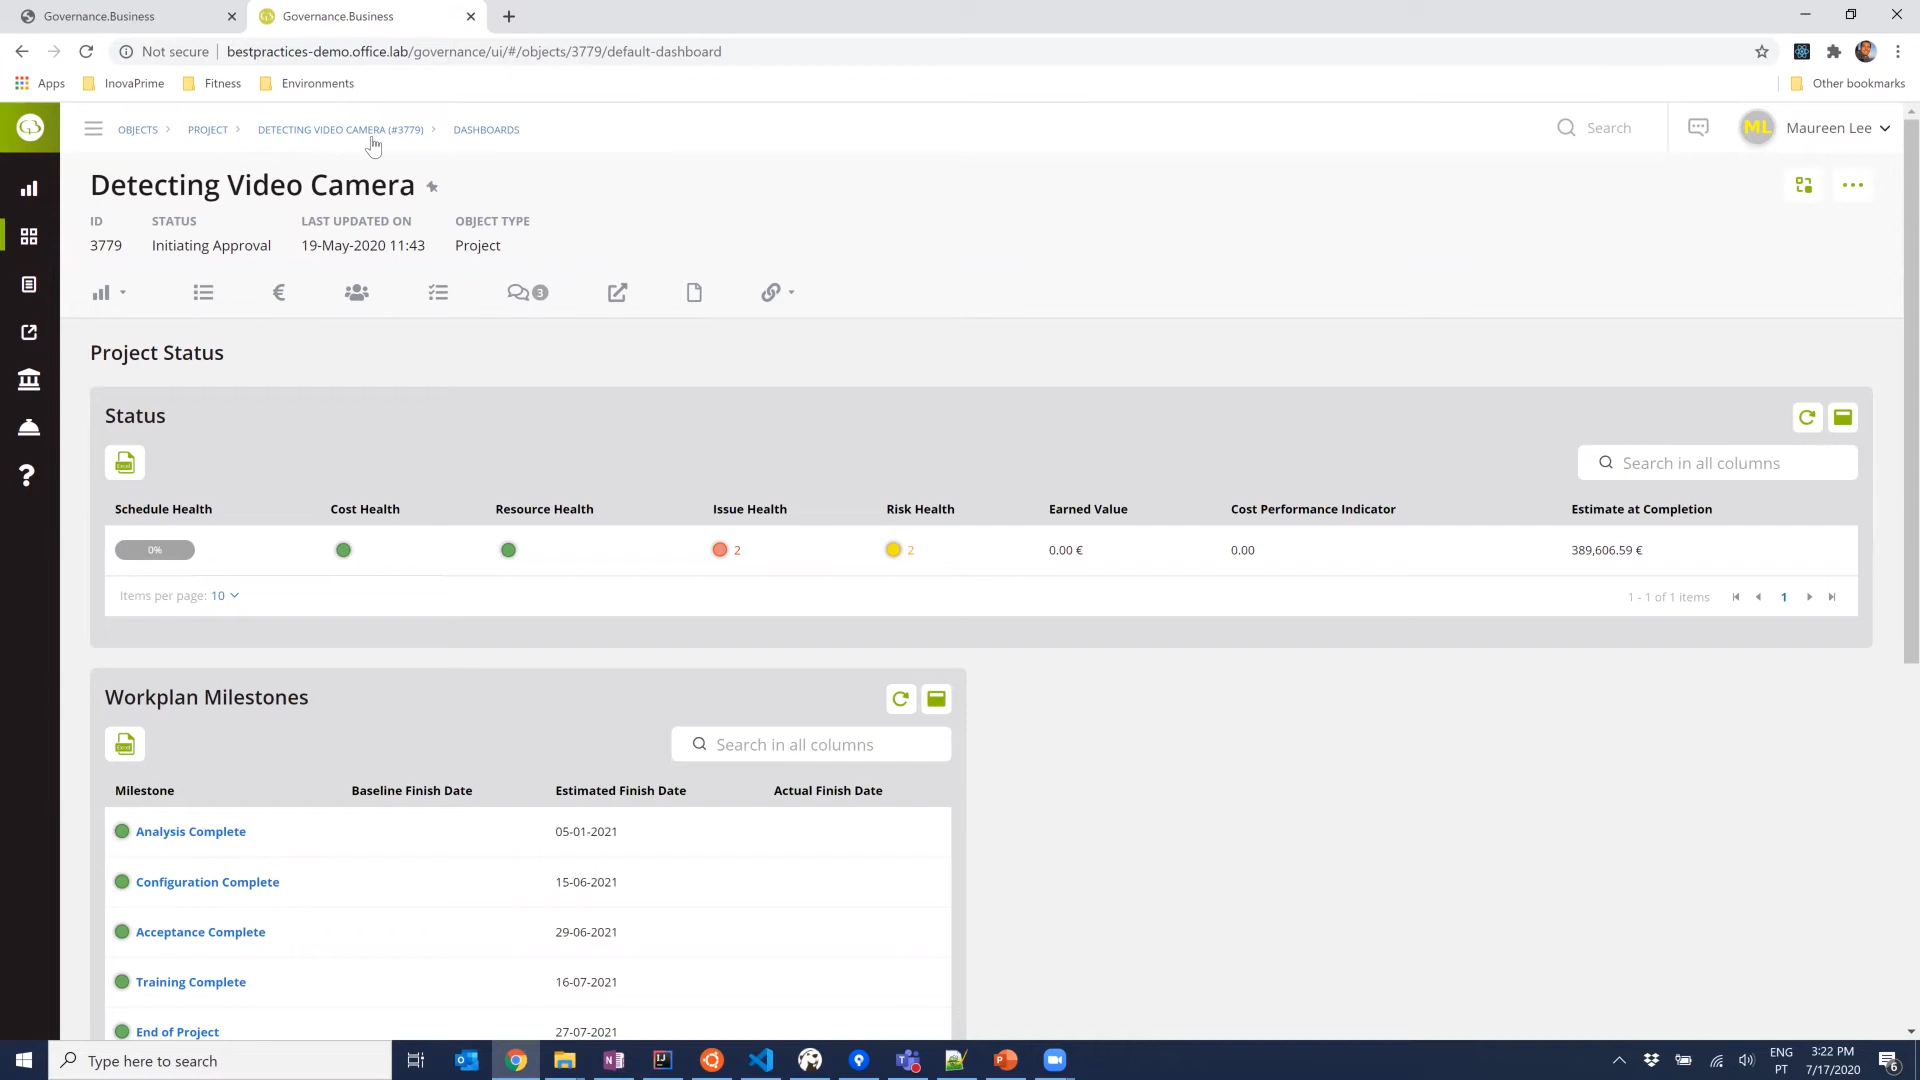 Governance.Business
Governance.Business
Not secure bestpractices-demo.office.lab/governance/ui/#/objects/3779/default-dashboard
Apps InovaPrime Fitness Environments Other bookmarks
OBJECTS PROJECT DETECTING VIDEO CAMERA (#3779) DASHBOARDS Search ML Maureen Lee
Detecting Video Camera
ID STATUS LAST UPDATED ON OBJECT TYPE
3779 Initiating Approval 19-May-2020 11:43 Project
€ 3
Project Status
Status
Excel Search in all columns
Schedule Health Cost Health Resource Health Issue Health Risk Health Earned Value Cost Performance Indicator Estimate at Completion
0% 2 2 0.00 € 0.00 389,606.59 €
Items per page: 10 1 - 1 of 1 items 1
Workplan Milestones
Excel Search in all columns
Milestone Baseline Finish Date Estimated Finish Date Actual Finish Date
Analysis Complete 05-01-2021
Configuration Complete 15-06-2021
Acceptance Complete 29-06-2021
Training Complete 16-07-2021
End of Project 27-07-2021
Type here to search ENG 3:22 PM
PT 7/17/2020 6